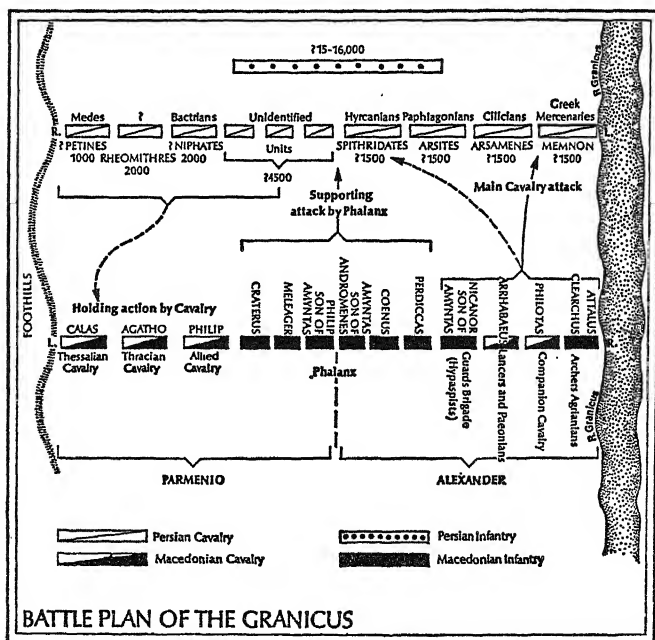 ?15-16,000
R Granicus
Medes
?
Bactrians
Unidentified
Hyrcanians
Paphlagonians
Cilicians
Greek
Mercenaries
R.
L.
? PETINES
1000
RHEOMITHRES
2000
? NIPHATES
2000
Units
?4500
SPITHRIDATES
?1500
ARSITES
?1500
ARSAMENES
?1500
MEMNON
?1500
Supporting
attack by Phalanx
Main Cavalry attack
Holding action by Cavalry
FOOTHILLS
L.
CALAS
Thessalian
Cavalry
AGATHO
Thracian
Cavalry
PHILIP
Allied
Cavalry
CRATERUS
MELEAGER
PHILIP
SON OF
AMYNTAS
AMYNTAS
SON OF
ANDROMENES
COENUS
PERDICCAS
NICANOR
SON OF
Guards Brigade
(Hypaspists)
ARRHABAEUS
Lancers and Paeonians
PHILOTAS
Companion Cavalry
ATTALUS
CLEARCHUS
Archers Agrianians
R.
R Granicus
Phalanx
PARMENIO
ALEXANDER
Persian Cavalry
Macedonian Cavalry
Persian Infantry
Macedonian Infantry
BATTLE PLAN OF THE GRANICUS